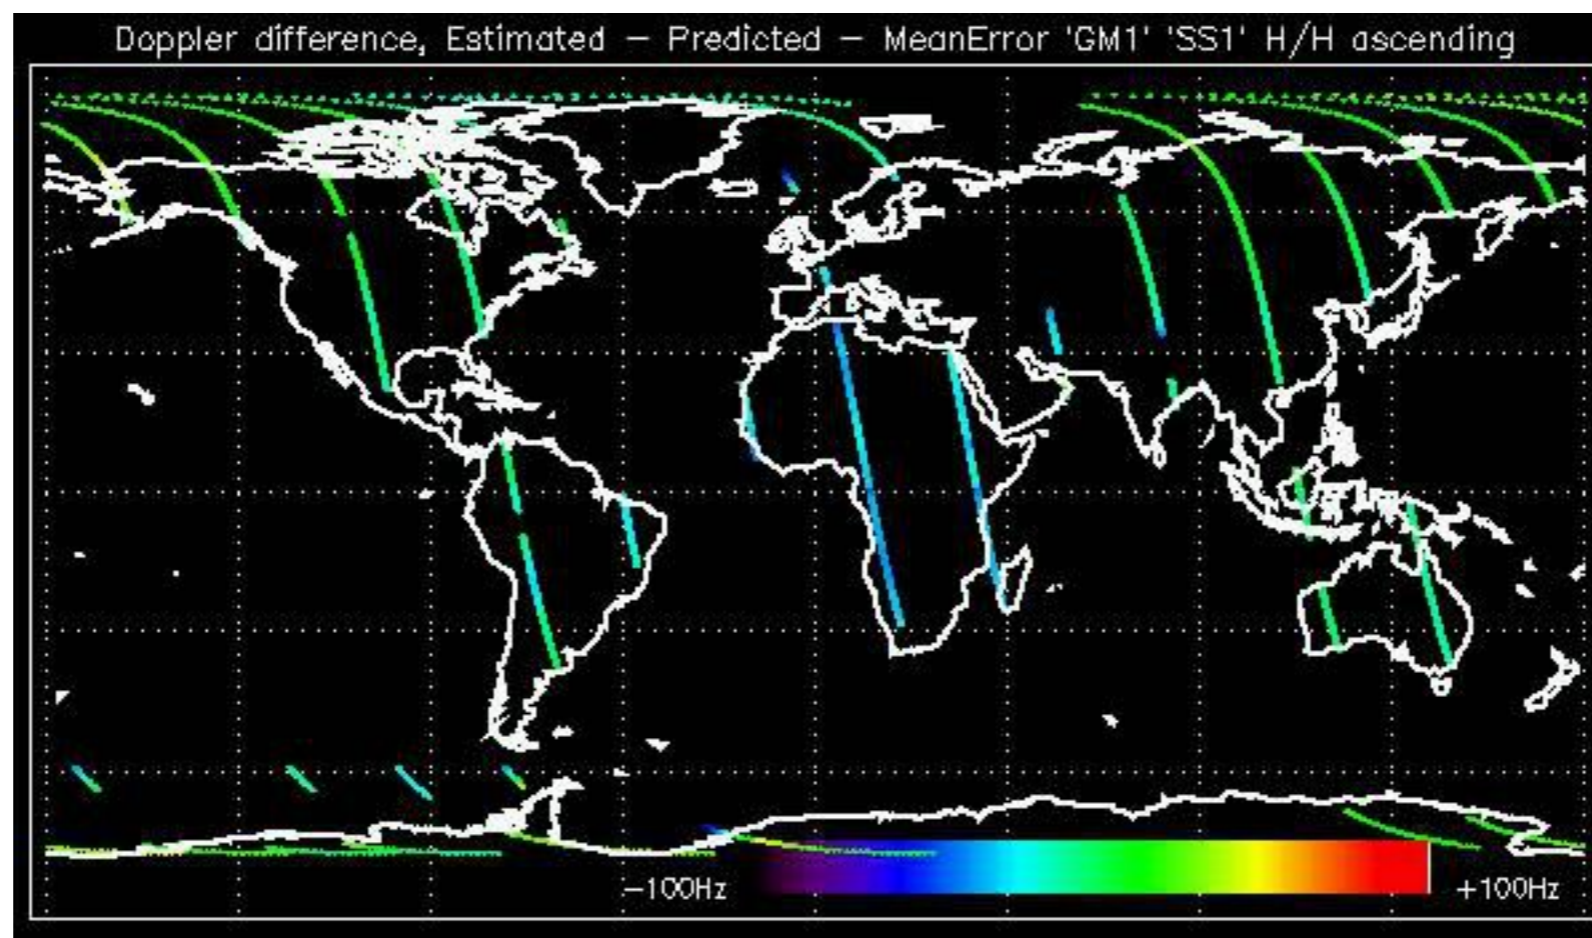 Doppler difference, Estimated – Predicted – MeanError 'GM1' 'SS1' H/H ascending
–100Hz +100Hz